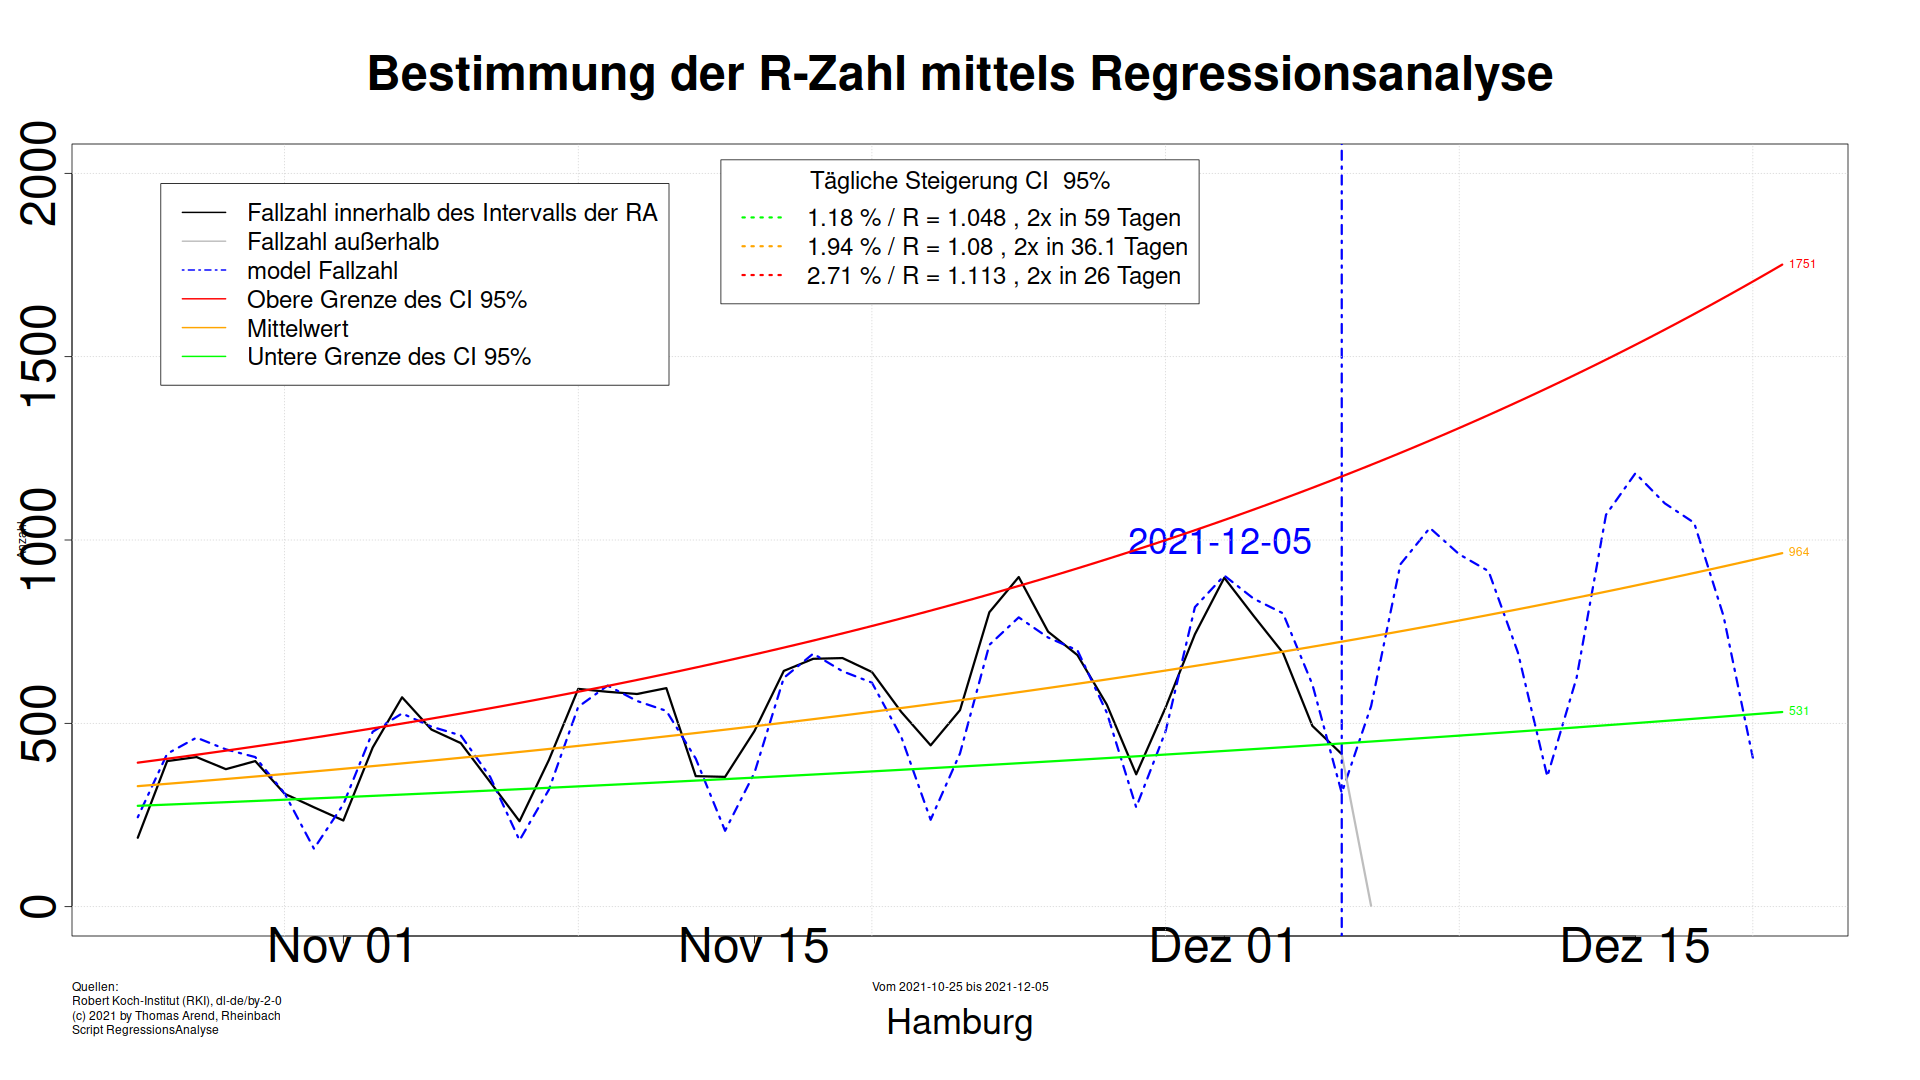 Bestimmung der R-Zahl mittels Regressionsanalyse
Anzahl
2000
1500
1000
500
0
Fallzahl innerhalb des Intervalls der RA
Fallzahl außerhalb
model Fallzahl
Obere Grenze des CI 95%
Mittelwert
Untere Grenze des CI 95%
Tägliche Steigerung CI  95%
1.18 % / R = 1.048 , 2x in 59 Tagen
1.94 % / R = 1.08 , 2x in 36.1 Tagen
2.71 % / R = 1.113 , 2x in 26 Tagen
1751
2021-12-05
964
531
Nov 01
Nov 15
Dez 01
Dez 15
Quellen:
Robert Koch-Institut (RKI), dl-de/by-2-0
(c) 2021 by Thomas Arend, Rheinbach
Script RegressionsAnalyse
Vom 2021-10-25 bis 2021-12-05
Hamburg